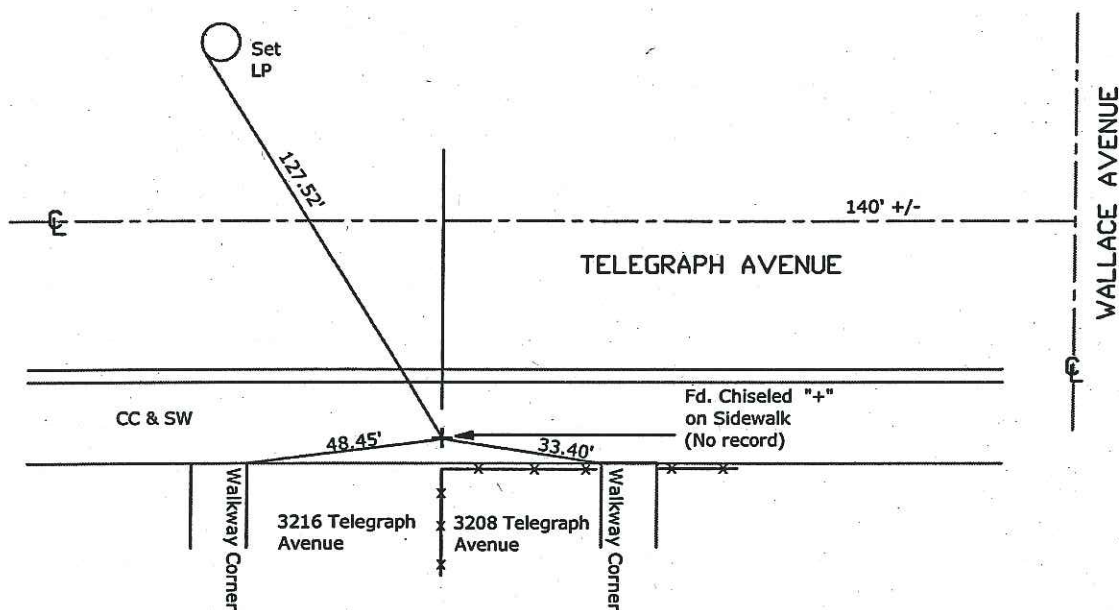 Set
LP
127.52'
WALLACE AVENUE
140' +/-
℄
TELEGRAPH AVENUE
℄
Fd. Chiseled "+"
on Sidewalk
(No record)
CC & SW
48.45'
33.40'
Walkway Corner
3216 Telegraph
Avenue
3208 Telegraph
Avenue
Walkway Corner